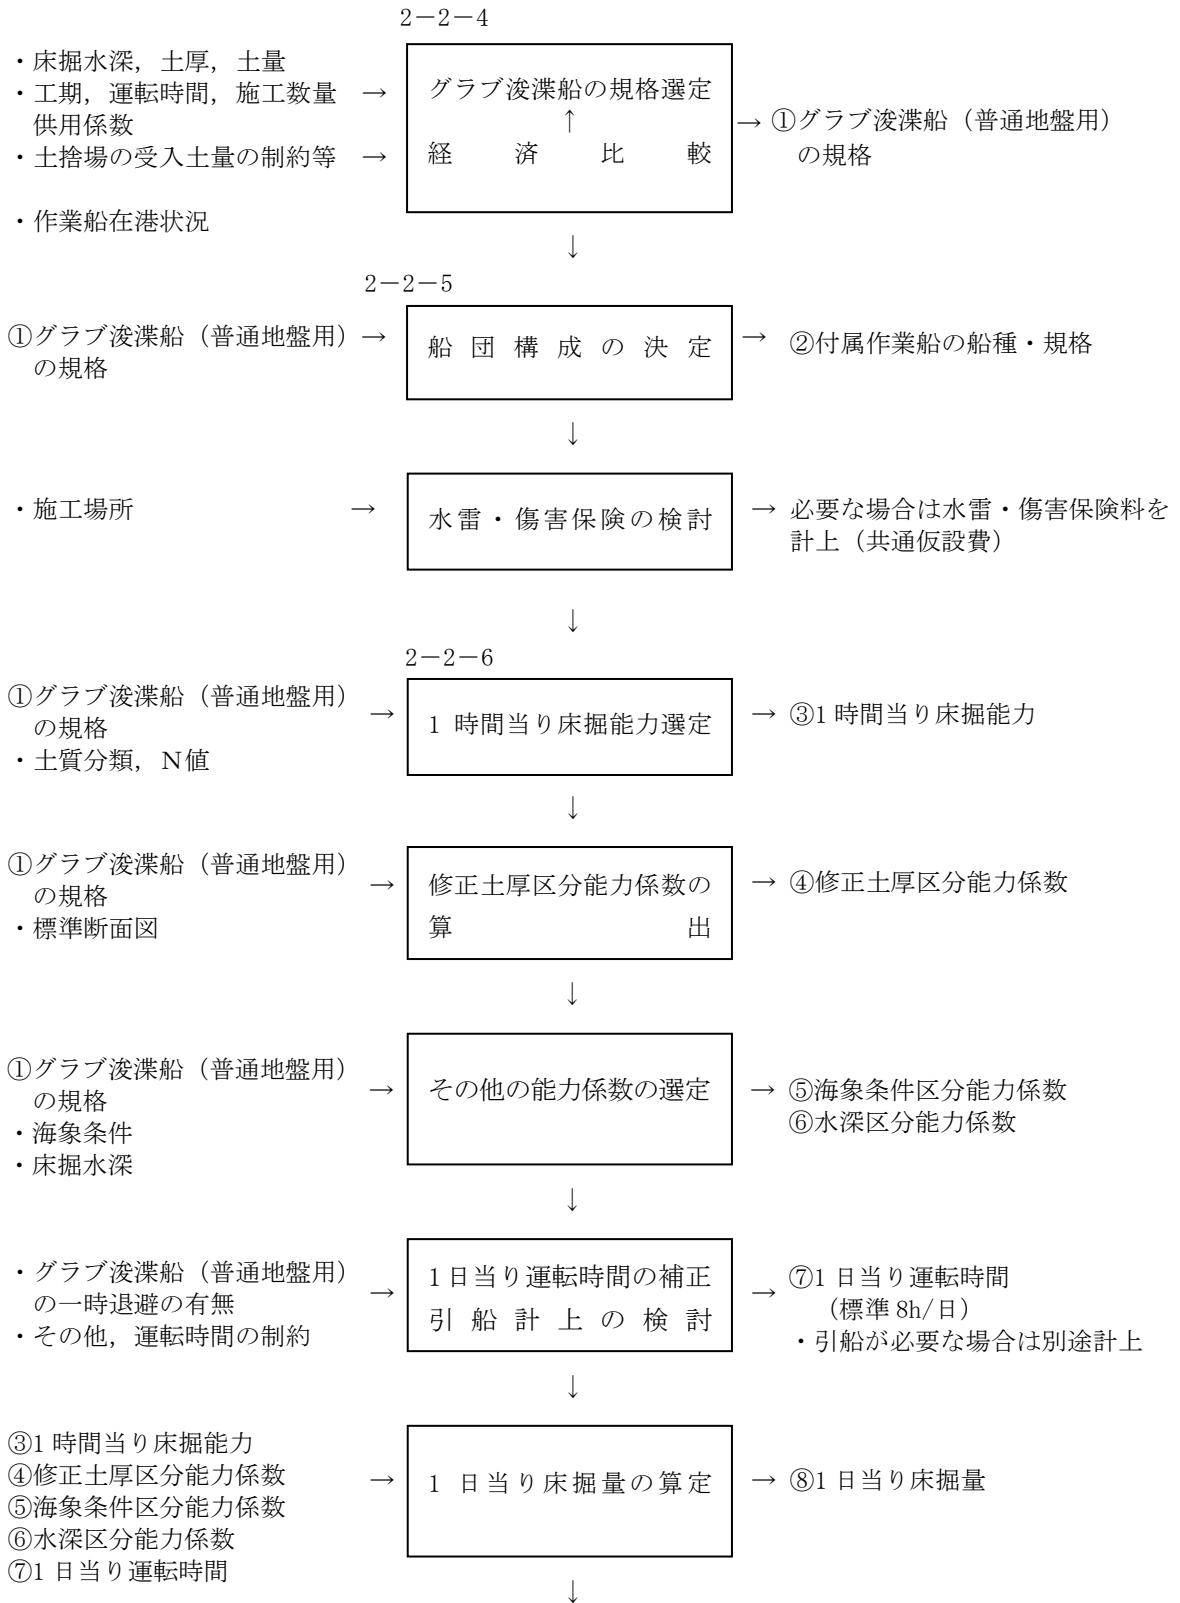 2－2－4
・床掘水深，土厚，土量
・工期，運転時間，施工数量 →
供用係数
・土捨場の受入土量の制約等 →
・作業船在港状況
グラブ浚渫船の規格選定
↑
経済比較
→ ①グラブ浚渫船（普通地盤用）
の規格
↓
2－2－5
①グラブ浚渫船（普通地盤用） →
の規格
船団構成の決定
→ ②付属作業船の船種・規格
↓
・施工場所 →
水雷・傷害保険の検討
→ 必要な場合は水雷・傷害保険料を
計上（共通仮設費）
↓
2－2－6
①グラブ浚渫船（普通地盤用）
の規格 →
・土質分類，Ｎ値
1 時間当り床掘能力選定
→ ③1 時間当り床掘能力
↓
①グラブ浚渫船（普通地盤用）
の規格 →
・標準断面図
修正土厚区分能力係数の
算出
→ ④修正土厚区分能力係数
↓
①グラブ浚渫船（普通地盤用）
の規格 →
・海象条件
・床掘水深
その他の能力係数の選定
→ ⑤海象条件区分能力係数
⑥水深区分能力係数
↓
・グラブ浚渫船（普通地盤用）
の一時退避の有無 →
・その他，運転時間の制約
1日当り運転時間の補正
引船計上の検討
→ ⑦1 日当り運転時間
（標準 8h/日）
・引船が必要な場合は別途計上
↓
③1 時間当り床掘能力
④修正土厚区分能力係数 →
⑤海象条件区分能力係数
⑥水深区分能力係数
⑦1 日当り運転時間
1 日当り床掘量の算定
→ ⑧1 日当り床掘量
↓